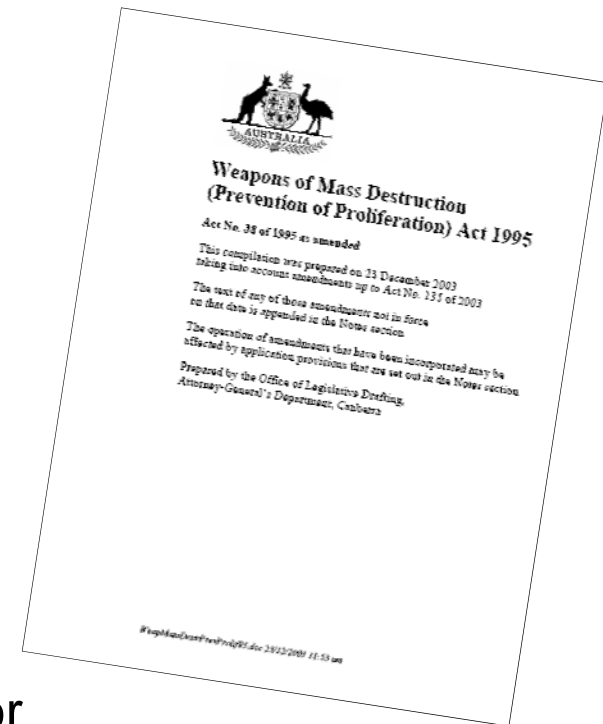 AUSTRALIA
Weapons of Mass Destruction
(Prevention of Proliferation) Act 1995
Act No. 38 of 1995 as amended
This compilation was prepared on 23 December 2003
taking into account amendments up to Act No. 135 of 2003
The text of any of those amendments not in force
on that date is appended in the Notes section
The operation of amendments that have been incorporated may be
affected by application provisions that are set out in the Notes section
Prepared by the Office of Legislative Drafting,
Attorney-General's Department, Canberra
or